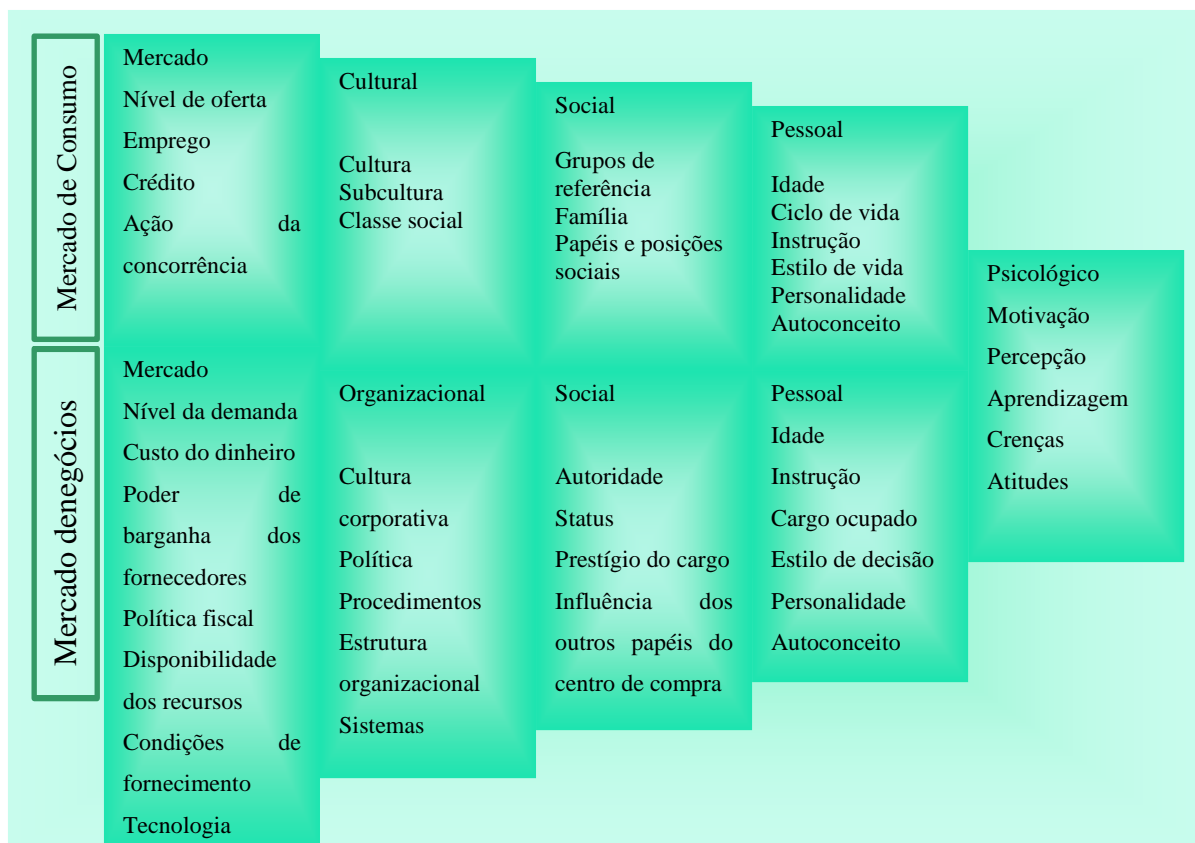 Mercado de Consumo
Mercado
Nível de oferta
Emprego
Crédito
Ação da
concorrência
Cultural
Cultura
Subcultura
Classe social
Social
Grupos de
referência
Família
Papéis e posições
sociais
Pessoal
Idade
Ciclo de vida
Instrução
Estilo de vida
Personalidade
Autoconceito
Psicológico
Motivação
Percepção
Aprendizagem
Crenças
Atitudes
Mercado denegócios
Mercado
Nível da demanda
Custo do dinheiro
Poder de
barganha dos
fornecedores
Política fiscal
Disponibilidade
dos recursos
Condições de
fornecimento
Tecnologia
Organizacional
Cultura
corporativa
Política
Procedimentos
Estrutura
organizacional
Sistemas
Social
Autoridade
Status
Prestígio do cargo
Influência dos
outros papéis do
centro de compra
Pessoal
Idade
Instrução
Cargo ocupado
Estilo de decisão
Personalidade
Autoconceito